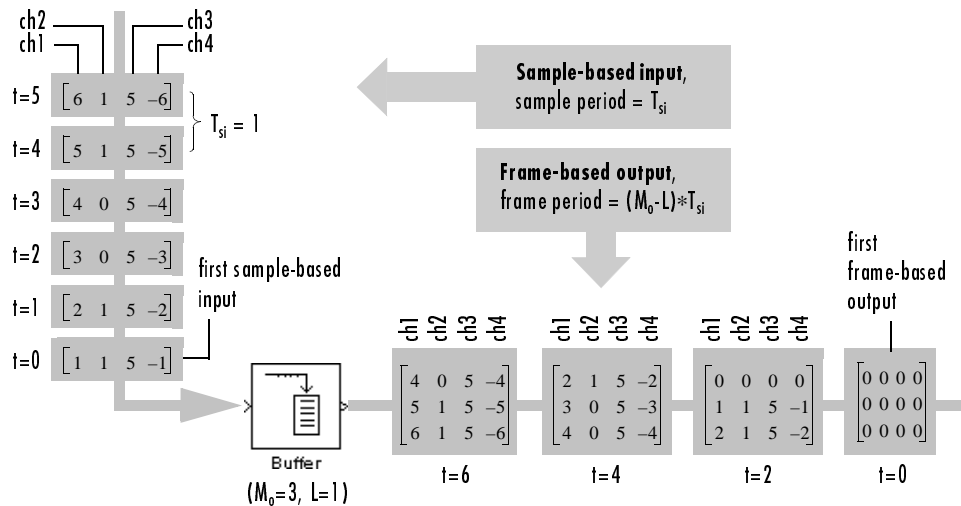 ch2
ch1
ch3
ch4
t=5 [6 1 5 –6]
t=4 [5 1 5 –5]
t=3 [4 0 5 –4]
t=2 [3 0 5 –3]
t=1 [2 1 5 –2]
t=0 [1 1 5 –1]
Tsi = 1
Sample-based input,
sample period = Tsi
Frame-based output,
frame period = (Mo-L)*Tsi
first sample-based
input
first
frame-based
output
Buffer
(Mo=3, L=1)
ch1 ch2 ch3 ch4
4 0 5 –4
5 1 5 –5
6 1 5 –6
t=6
ch1 ch2 ch3 ch4
2 1 5 –2
3 0 5 –3
4 0 5 –4
t=4
ch1 ch2 ch3 ch4
0 0 0 0
1 1 5 –1
2 1 5 –2
t=2
0 0 0 0
0 0 0 0
0 0 0 0
t=0